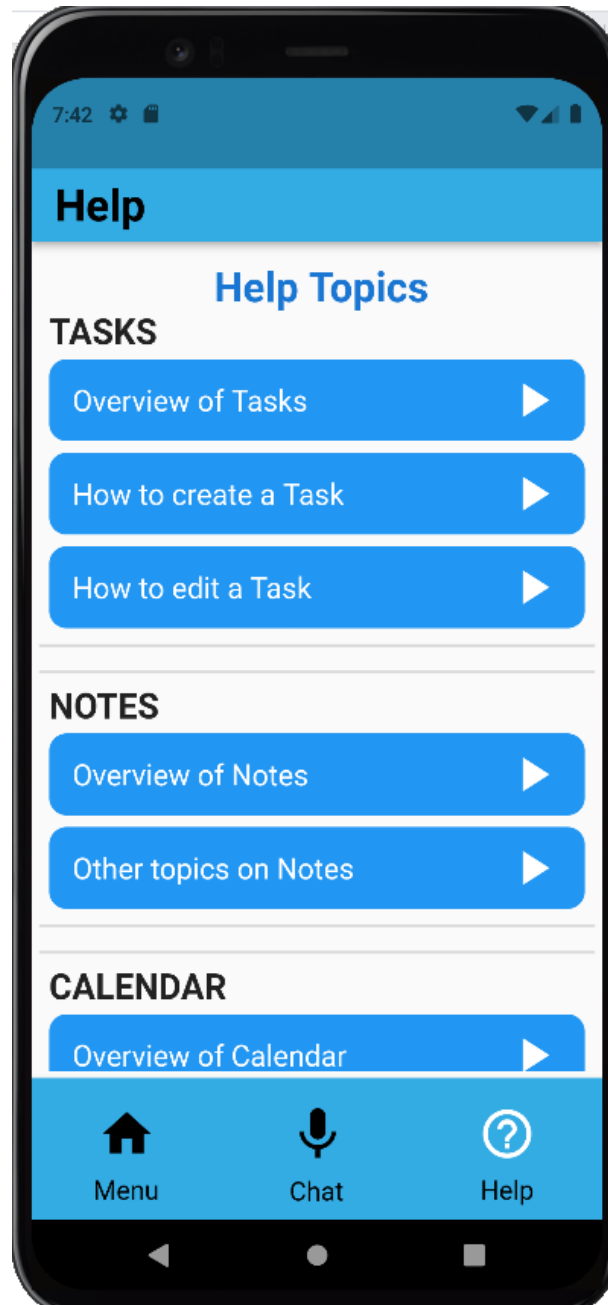 7:42
Help
Help Topics
TASKS
Overview of Tasks
How to create a Task
How to edit a Task
NOTES
Overview of Notes
Other topics on Notes
CALENDAR
Overview of Calendar
Menu
Chat
Help